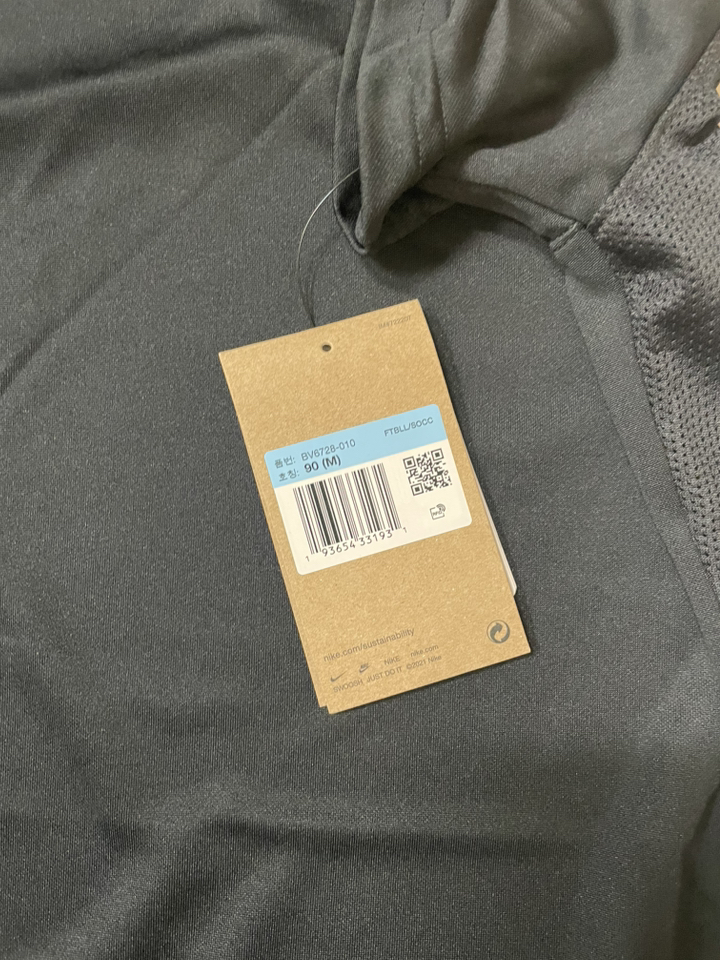 FTBLL/SOCC
품번: BV6728-010
호칭: 90 (M)
1 93654 33193 1
nike.com/sustainability
NIKE nike.com
SWOOSH, JUST DO IT ©2021 Nike